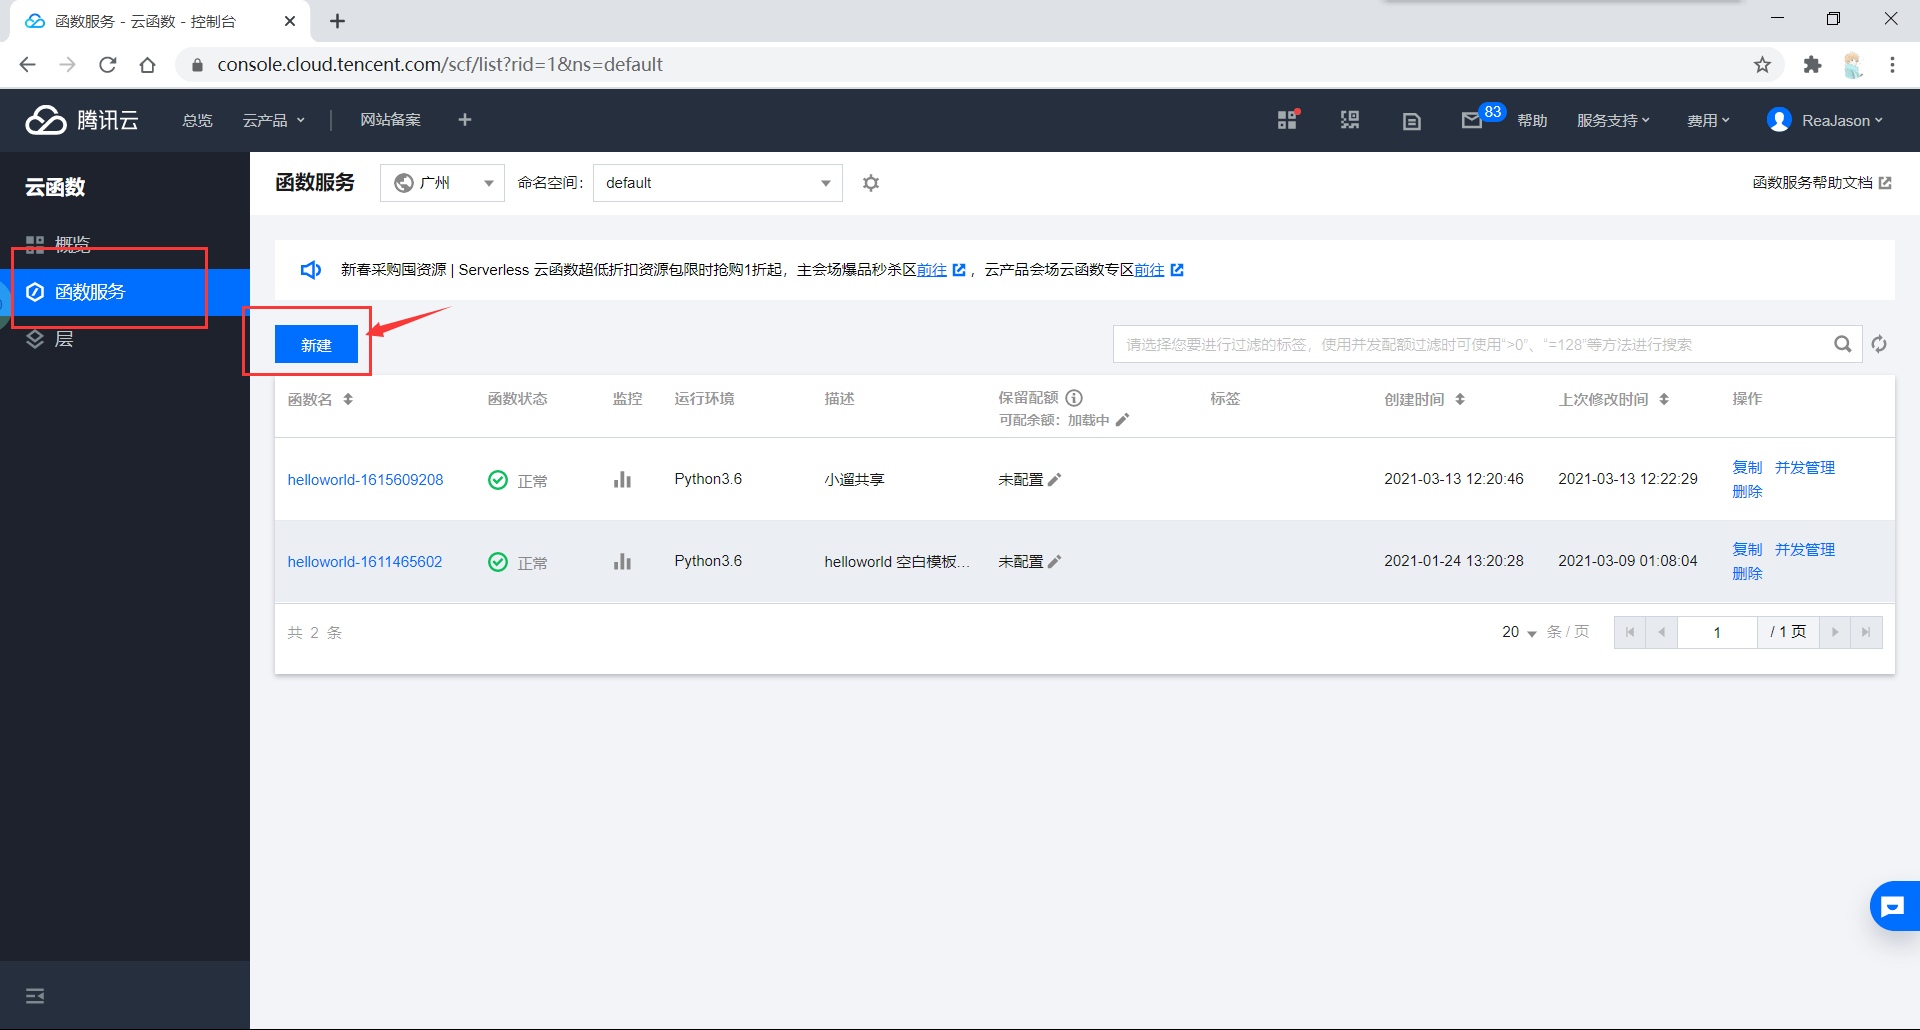 函数服务 - 云函数 - 控制台
console.cloud.tencent.com/scf/list?rid=1&ns=default
腾讯云 总览 云产品 网站备案 83 帮助 服务支持 费用 ReaJason
云函数
概览
函数服务
层
函数服务 广州 命名空间: default 函数服务帮助文档
新春采购囤资源 | Serverless 云函数超低折扣资源包限时抢购1折起，主会场爆品秒杀区前往 ，云产品会场云函数专区前往
新建 请选择您要进行过滤的标签，使用并发配额过滤时可使用“>0”、“=128”等方法进行搜索
函数名 函数状态 监控 运行环境 描述 保留配额 标签 创建时间 上次修改时间 操作
可配余额: 加载中
helloworld-1615609208 正常 Python3.6 小遛共享 未配置 2021-03-13 12:20:46 2021-03-13 12:22:29 复制 并发管理
删除
helloworld-1611465602 正常 Python3.6 helloworld 空白模板... 未配置 2021-01-24 13:20:28 2021-03-09 01:08:04 复制 并发管理
删除
共 2 条 20 条 / 页 1 / 1 页